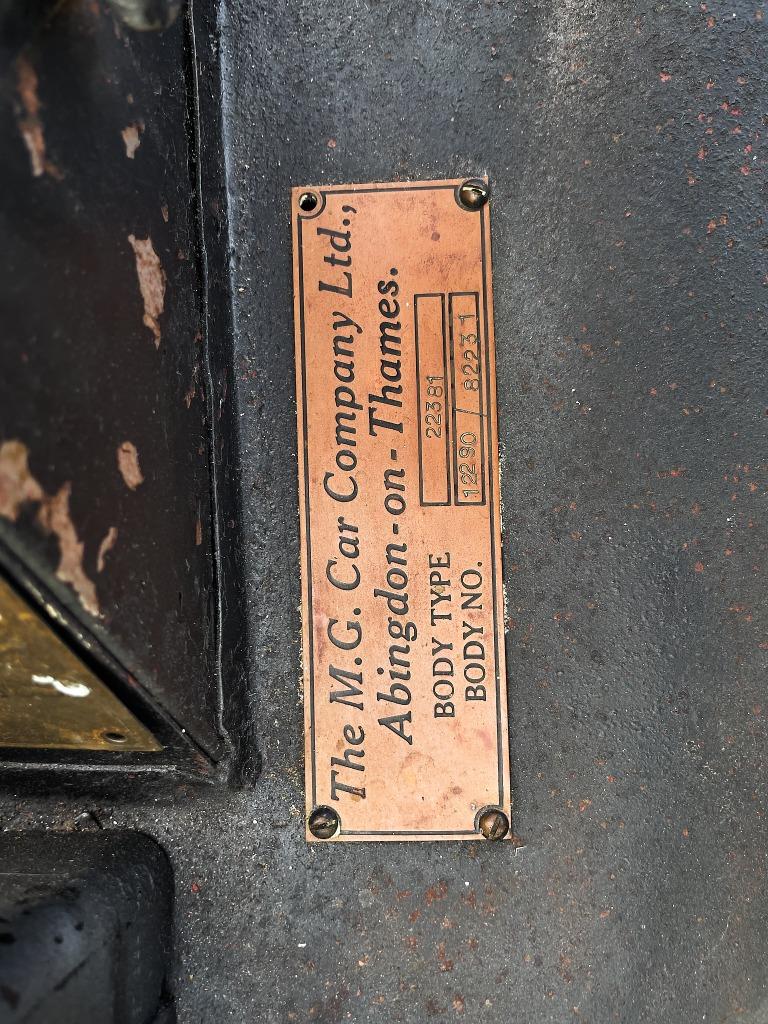 The M.G. Car Company Ltd.,
Abingdon-on-Thames.
BODY TYPE 22381
BODY NO. 12290 / 82231